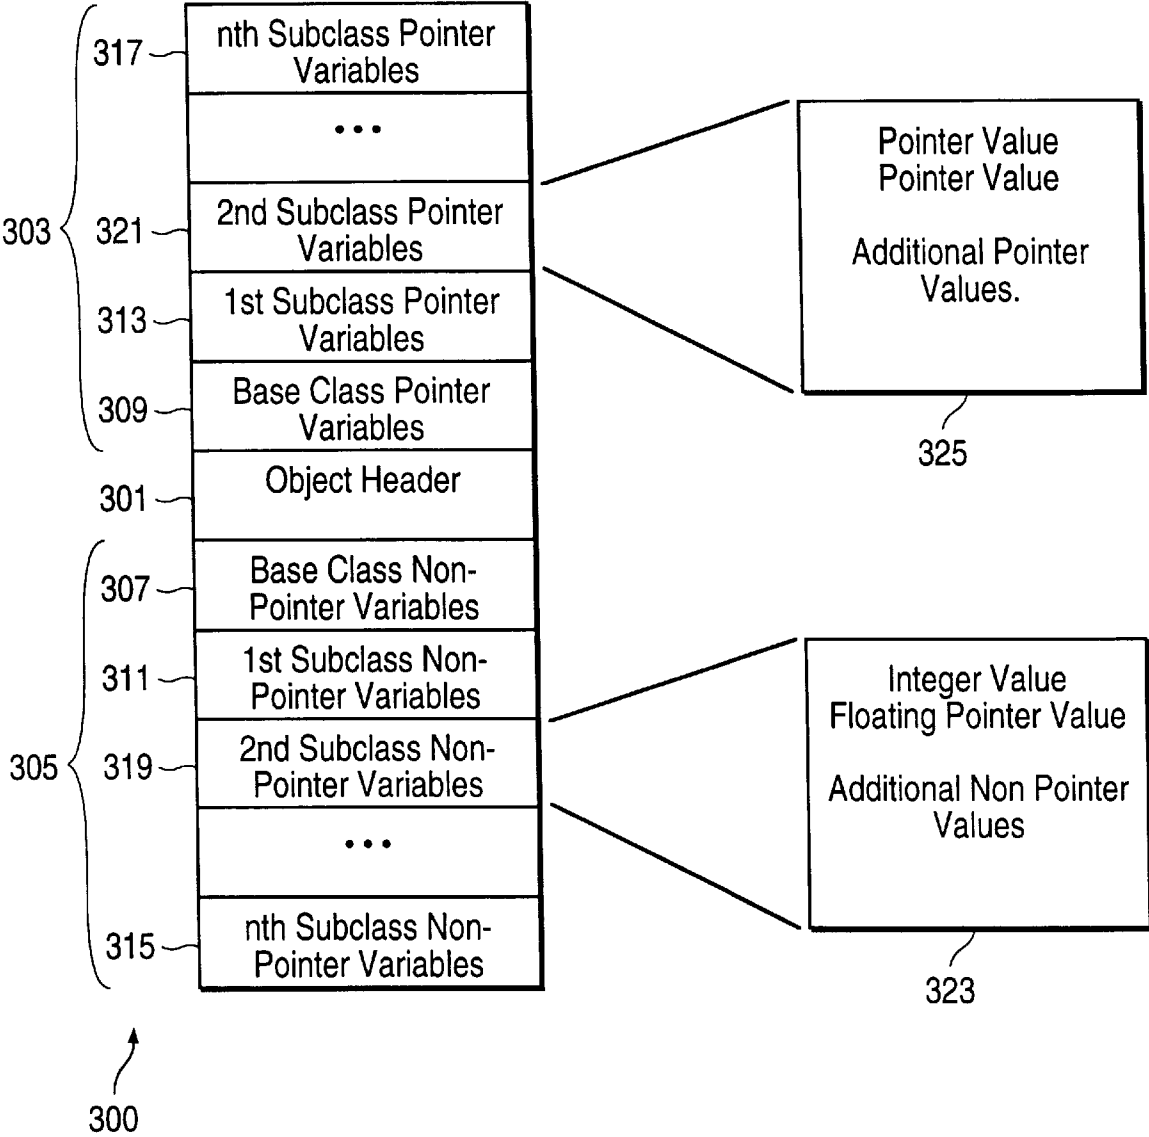 317
nth Subclass Pointer
Variables
•••
303
321
2nd Subclass Pointer
Variables
313
1st Subclass Pointer
Variables
309
Base Class Pointer
Variables
301
Object Header
305
307
Base Class Non-
Pointer Variables
311
1st Subclass Non-
Pointer Variables
319
2nd Subclass Non-
Pointer Variables
•••
315
nth Subclass Non-
Pointer Variables
300
Pointer Value
Pointer Value
Additional Pointer
Values.
325
Integer Value
Floating Pointer Value
Additional Non Pointer
Values
323